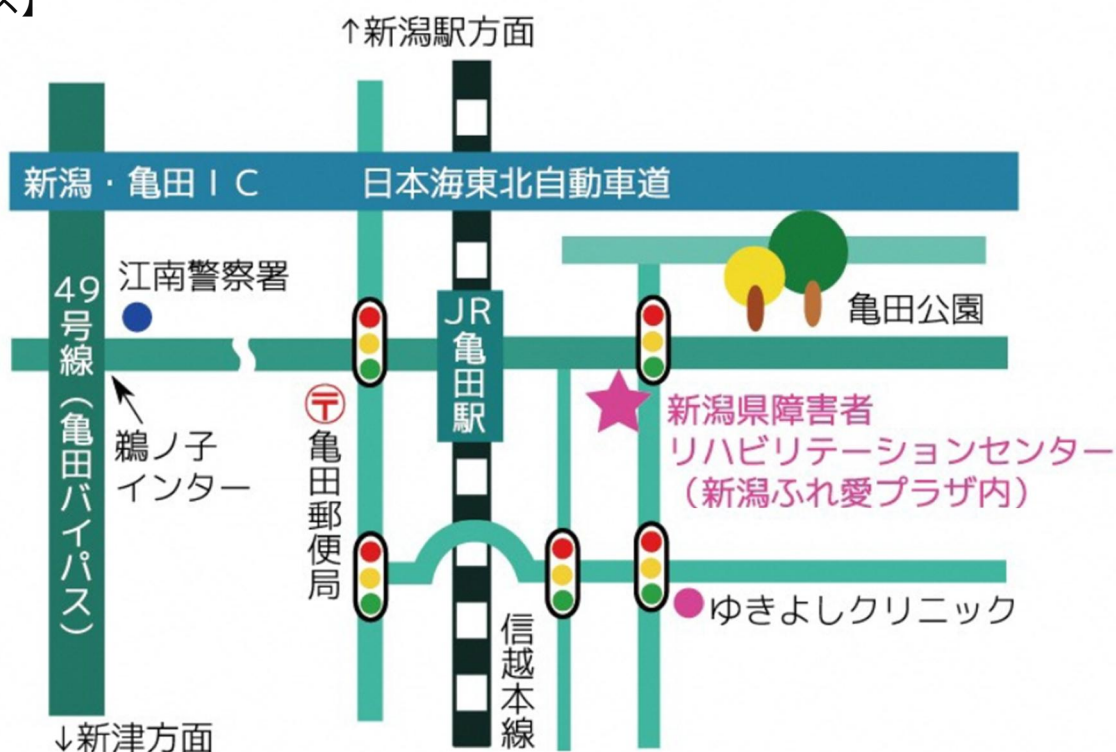 へ】
↑新潟駅方面
新潟・亀田ＩＣ
日本海東北自動車道
江南警察署
49号線（亀田バイパス）
JR亀田駅
亀田公園
鵜ノ子
インター
〒
亀田郵便局
新潟県障害者
リハビリテーションセンター
（新潟ふれ愛プラザ内）
ゆきよしクリニック
信越本線
↓新津方面